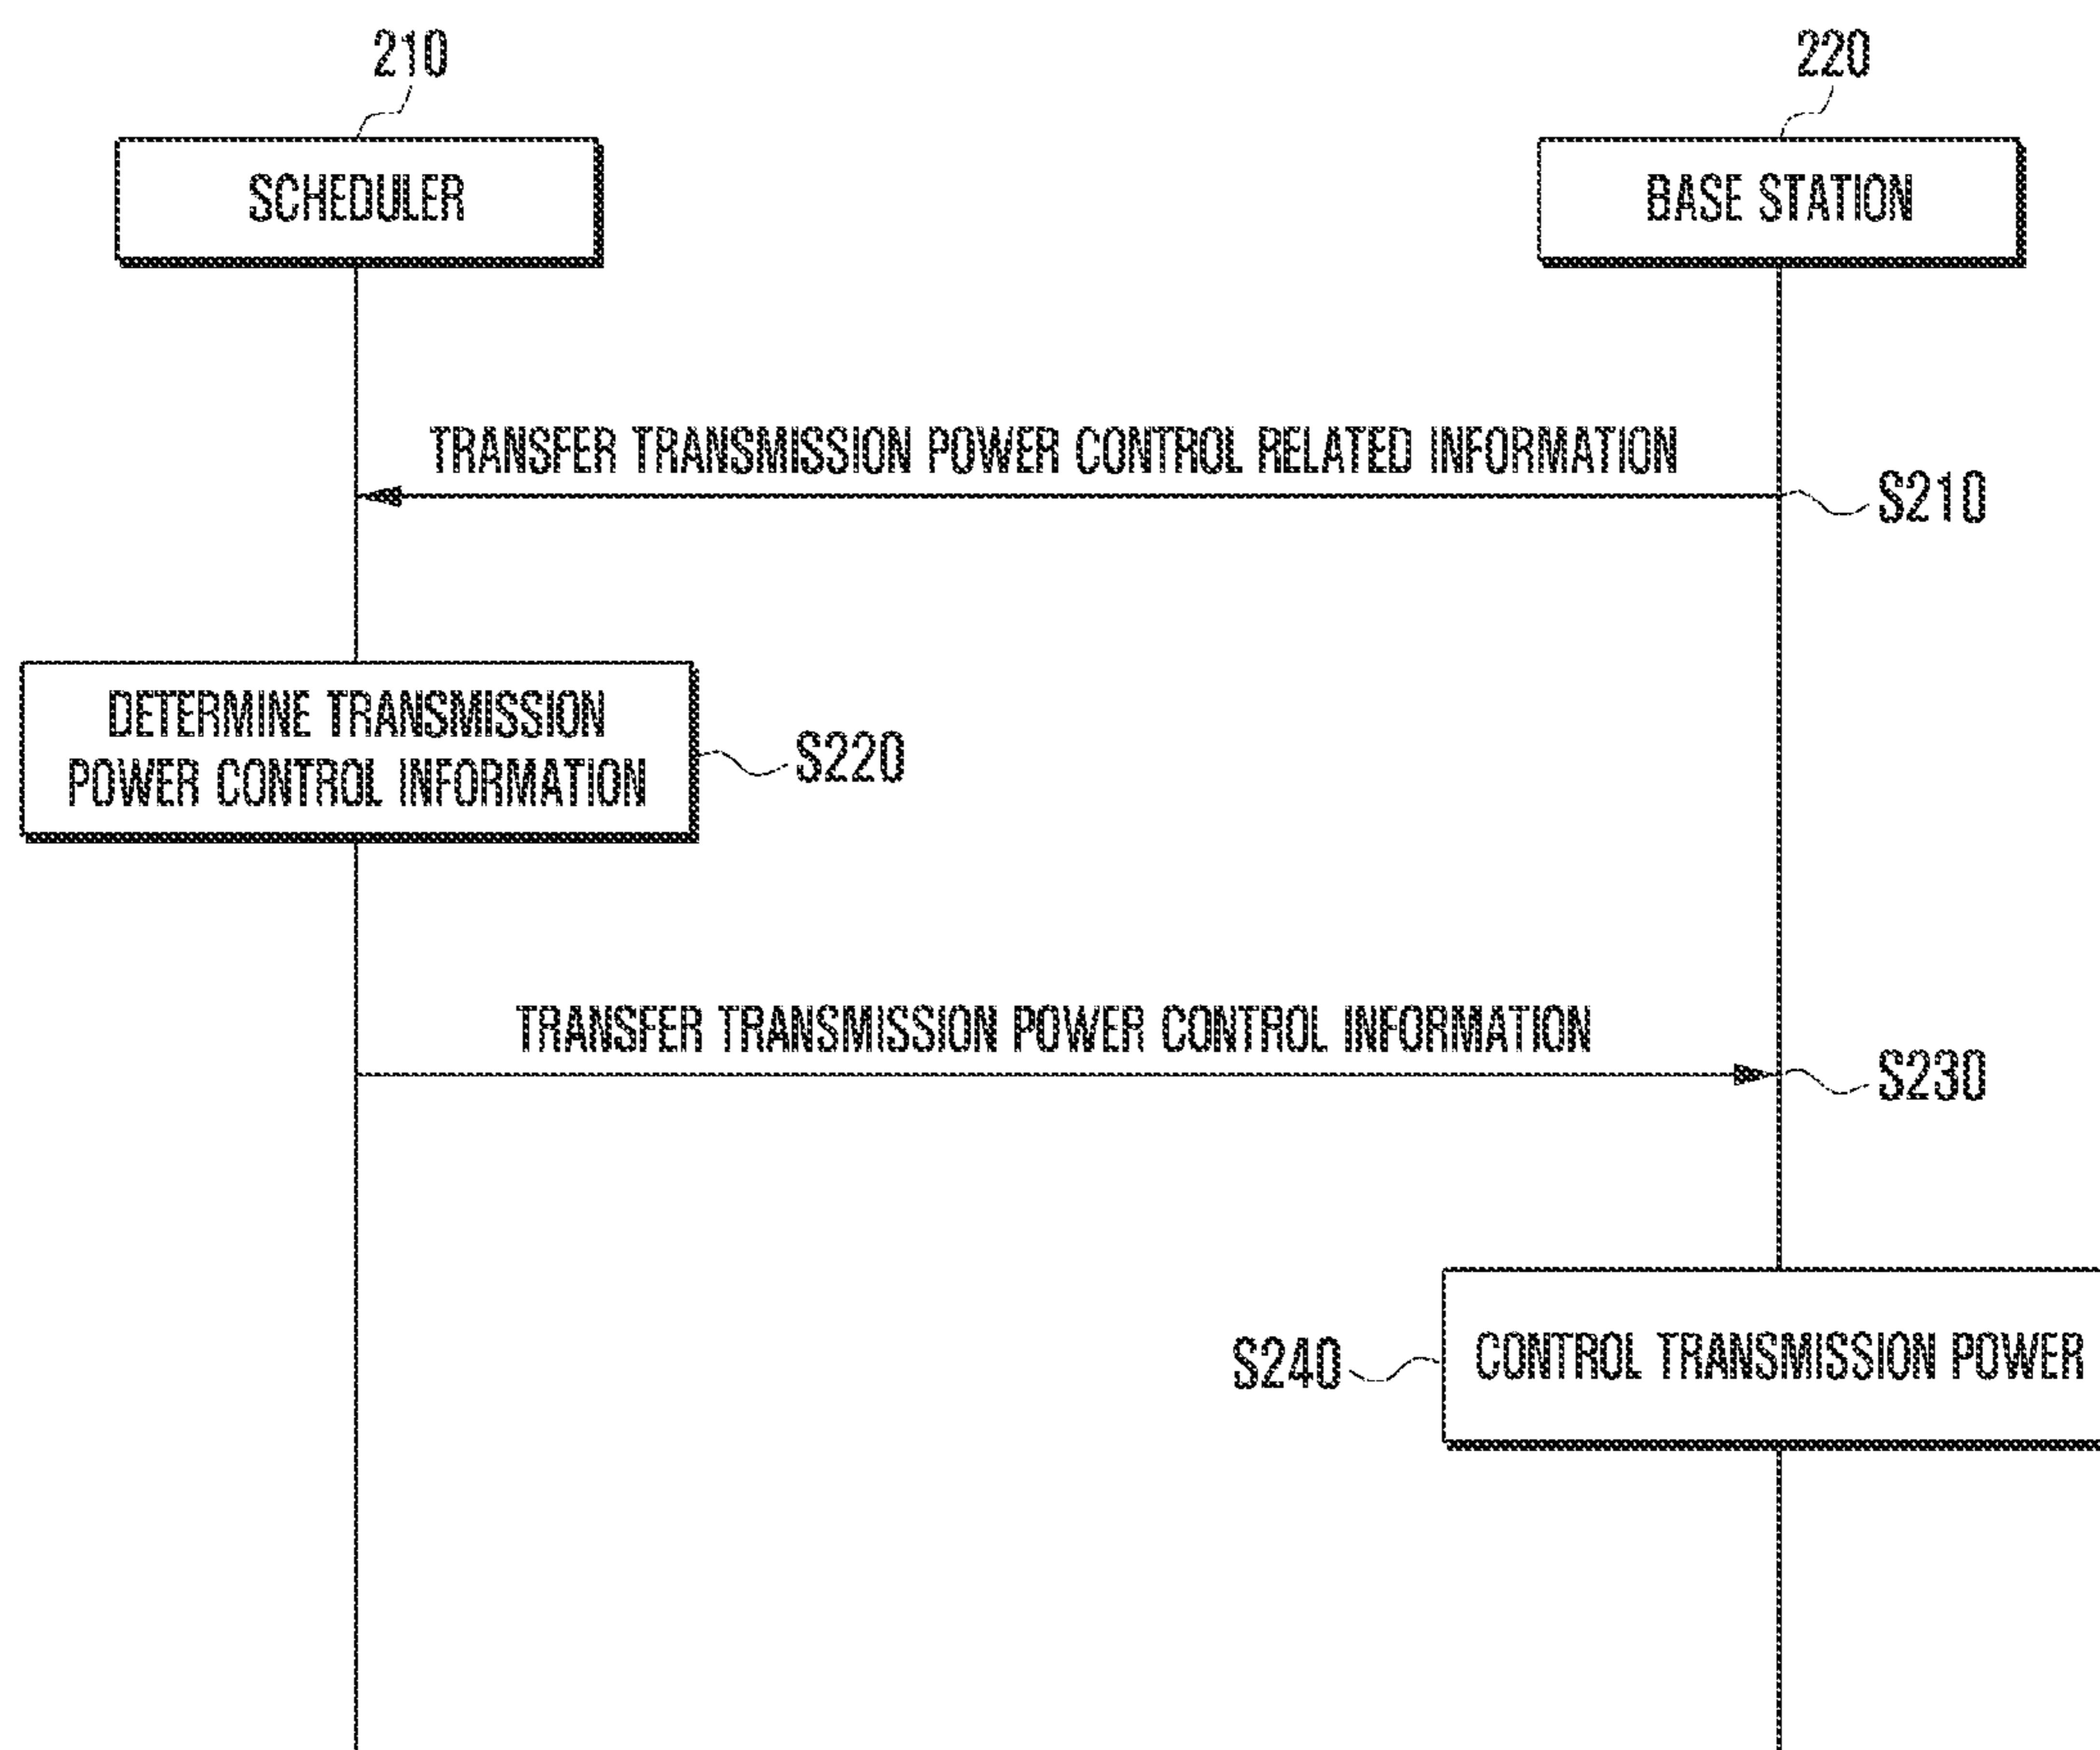 210
220
SCHEDULER
BASE STATION
TRANSFER TRANSMISSION POWER CONTROL RELATED INFORMATION
S210
DETERMINE TRANSMISSION
POWER CONTROL INFORMATION
S220
TRANSFER TRANSMISSION POWER CONTROL INFORMATION
S230
S240
CONTROL TRANSMISSION POWER